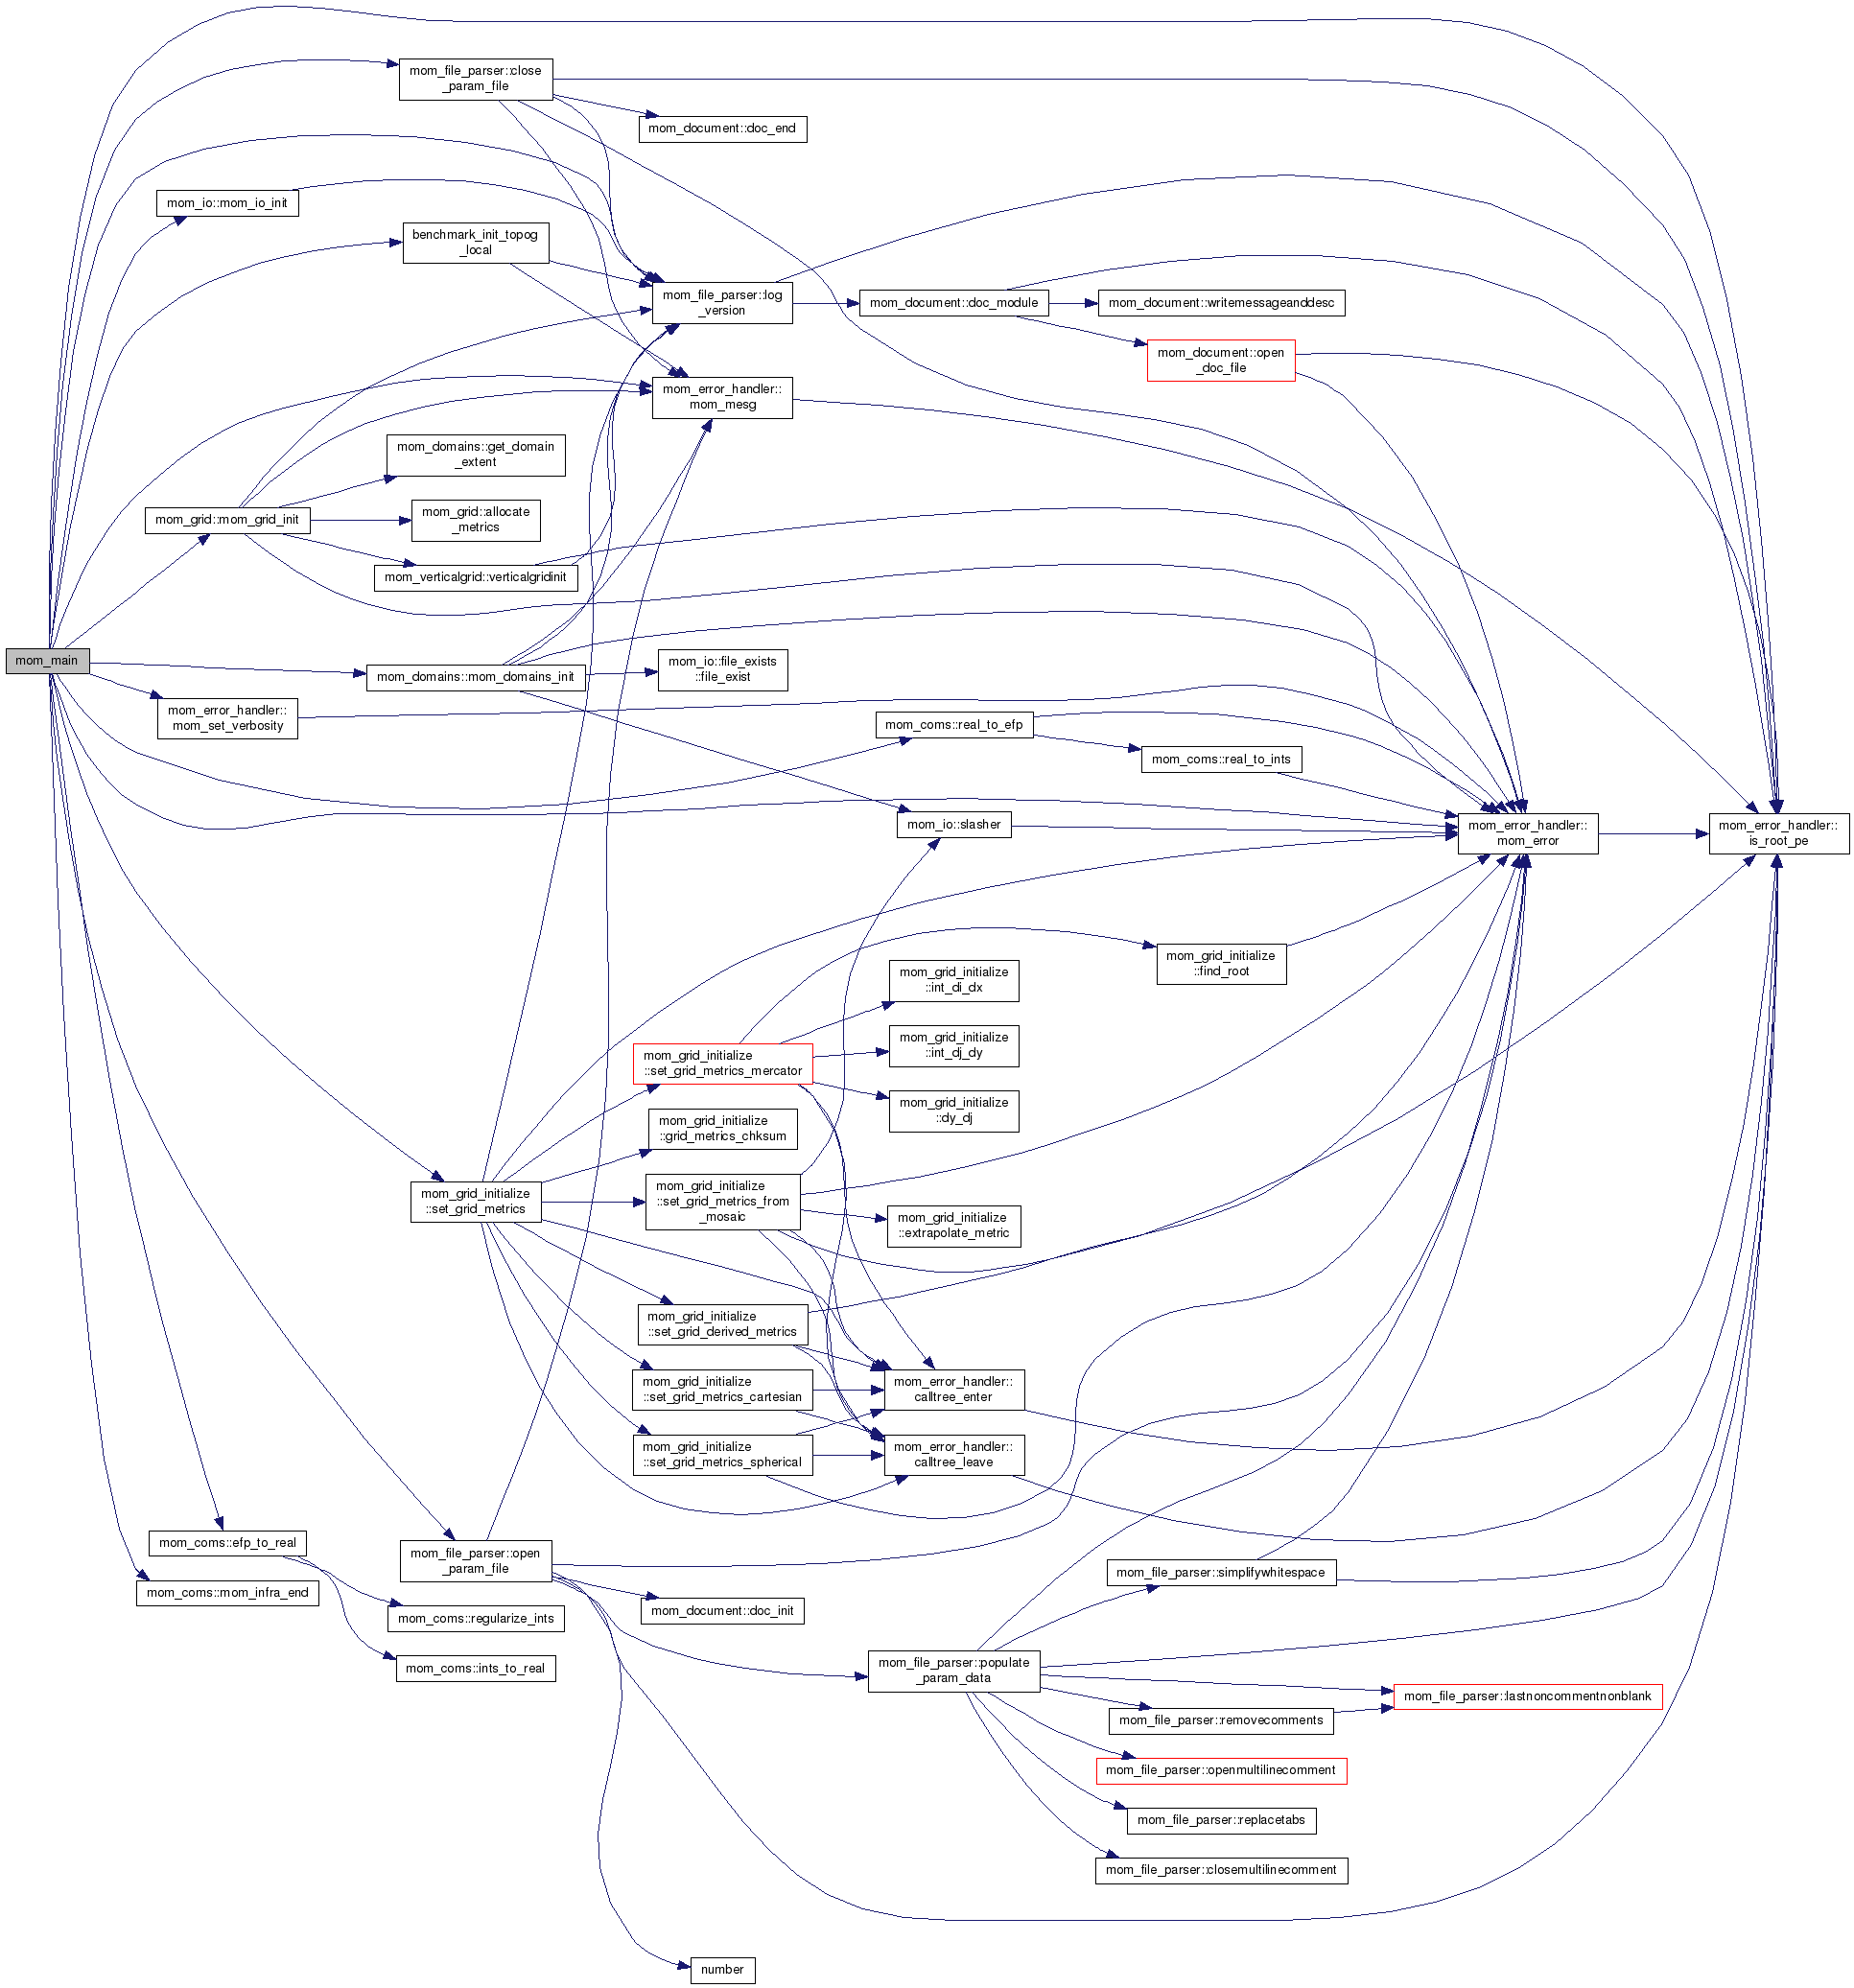 mom_file_parser::close
_param_file
mom_document::doc_end
mom_io::mom_io_init
benchmark_init_topog
_local
mom_file_parser::log
_version
mom_document::doc_module
mom_document::writemessageanddesc
mom_document::open
_doc_file
mom_error_handler::
mom_mesg
mom_domains::get_domain
_extent
mom_grid::mom_grid_init
mom_grid::allocate
_metrics
mom_verticalgrid::verticalgridinit
mom_main
mom_domains::mom_domains_init
mom_io::file_exists
::file_exist
mom_error_handler::
mom_set_verbosity
mom_coms::real_to_efp
mom_coms::real_to_ints
mom_io::slasher
mom_error_handler::
mom_error
mom_error_handler::
is_root_pe
mom_grid_initialize
::find_root
mom_grid_initialize
::int_di_dx
mom_grid_initialize
::int_dj_dy
mom_grid_initialize
::set_grid_metrics_mercator
mom_grid_initialize
::dy_dj
mom_grid_initialize
::grid_metrics_chksum
mom_grid_initialize
::set_grid_metrics
mom_grid_initialize
::set_grid_metrics_from
_mosaic
mom_grid_initialize
::extrapolate_metric
mom_grid_initialize
::set_grid_derived_metrics
mom_grid_initialize
::set_grid_metrics_cartesian
mom_error_handler::
calltree_enter
mom_grid_initialize
::set_grid_metrics_spherical
mom_error_handler::
calltree_leave
mom_coms::efp_to_real
mom_file_parser::open
_param_file
mom_file_parser::simplifywhitespace
mom_coms::mom_infra_end
mom_coms::regularize_ints
mom_document::doc_init
mom_coms::ints_to_real
mom_file_parser::populate
_param_data
mom_file_parser::lastnoncommentnonblank
mom_file_parser::removecomments
mom_file_parser::openmultilinecomment
mom_file_parser::replacetabs
mom_file_parser::closemultilinecomment
number